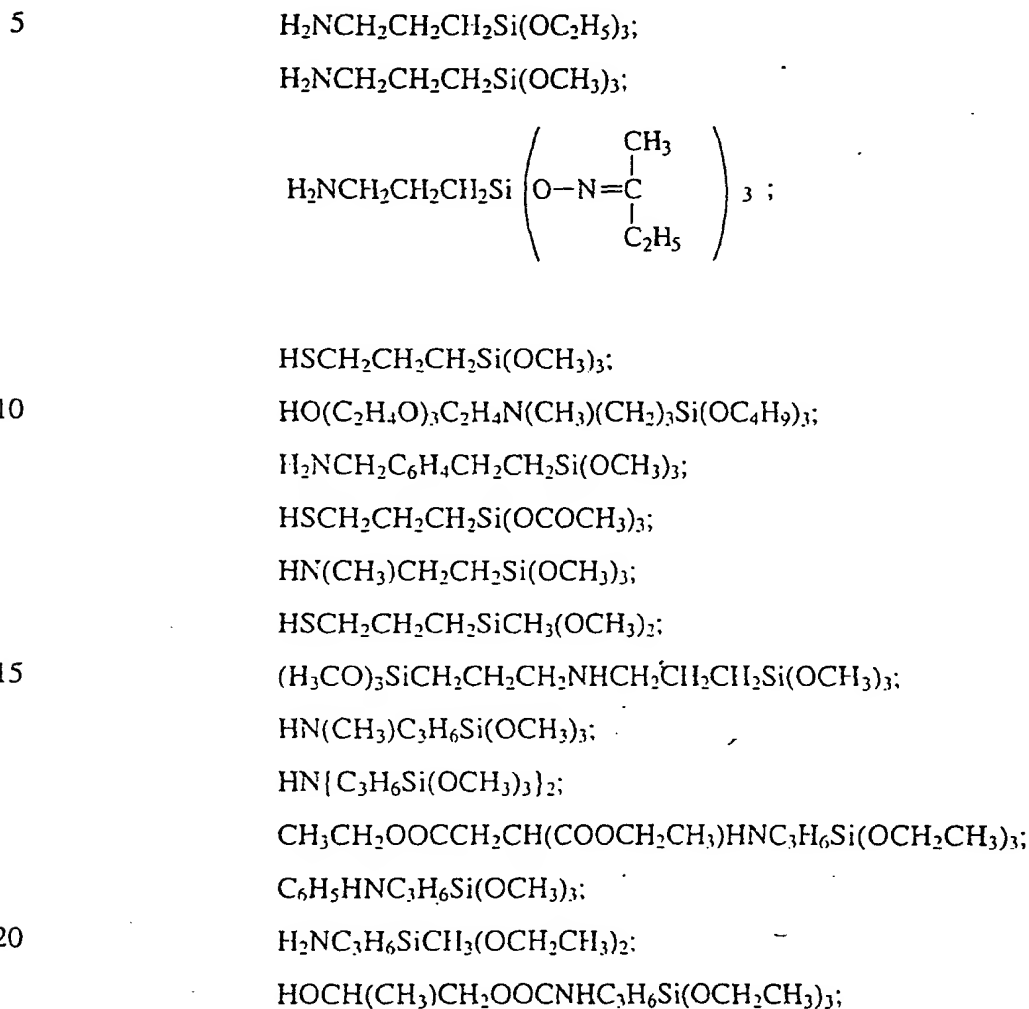 5 H₂NCH₂CH₂CH₂Si(OC₂H₅)₃;
H₂NCH₂CH₂CH₂Si(OCH₃)₃;
CH₃
H₂NCH₂CH₂CH₂Si(O—N=C)₃ ;
C₂H₅
HSCH₂CH₂CH₂Si(OCH₃)₃;
10 HO(C₂H₄O)₃C₂H₄N(CH₃)(CH₂)₃Si(OC₄H₉)₃;
H₂NCH₂C₆H₄CH₂CH₂Si(OCH₃)₃;
HSCH₂CH₂CH₂Si(OCOCH₃)₃;
HN(CH₃)CH₂CH₂Si(OCH₃)₃;
HSCH₂CH₂CH₂SiCH₃(OCH₃)₂;
15 (H₃CO)₃SiCH₂CH₂CH₂NHCH₂CH₂CH₂Si(OCH₃)₃;
HN(CH₃)C₃H₆Si(OCH₃)₃;
HN{C₃H₆Si(OCH₃)₃}₂;
CH₃CH₂OOCCH₂CH(COOCH₂CH₃)HNC₃H₆Si(OCH₂CH₃)₃;
C₆H₅HNC₃H₆Si(OCH₃)₃;
20 H₂NC₃H₆SiCH₃(OCH₂CH₃)₂;
HOCH(CH₃)CH₂OOCNHC₃H₆Si(OCH₂CH₃)₃;